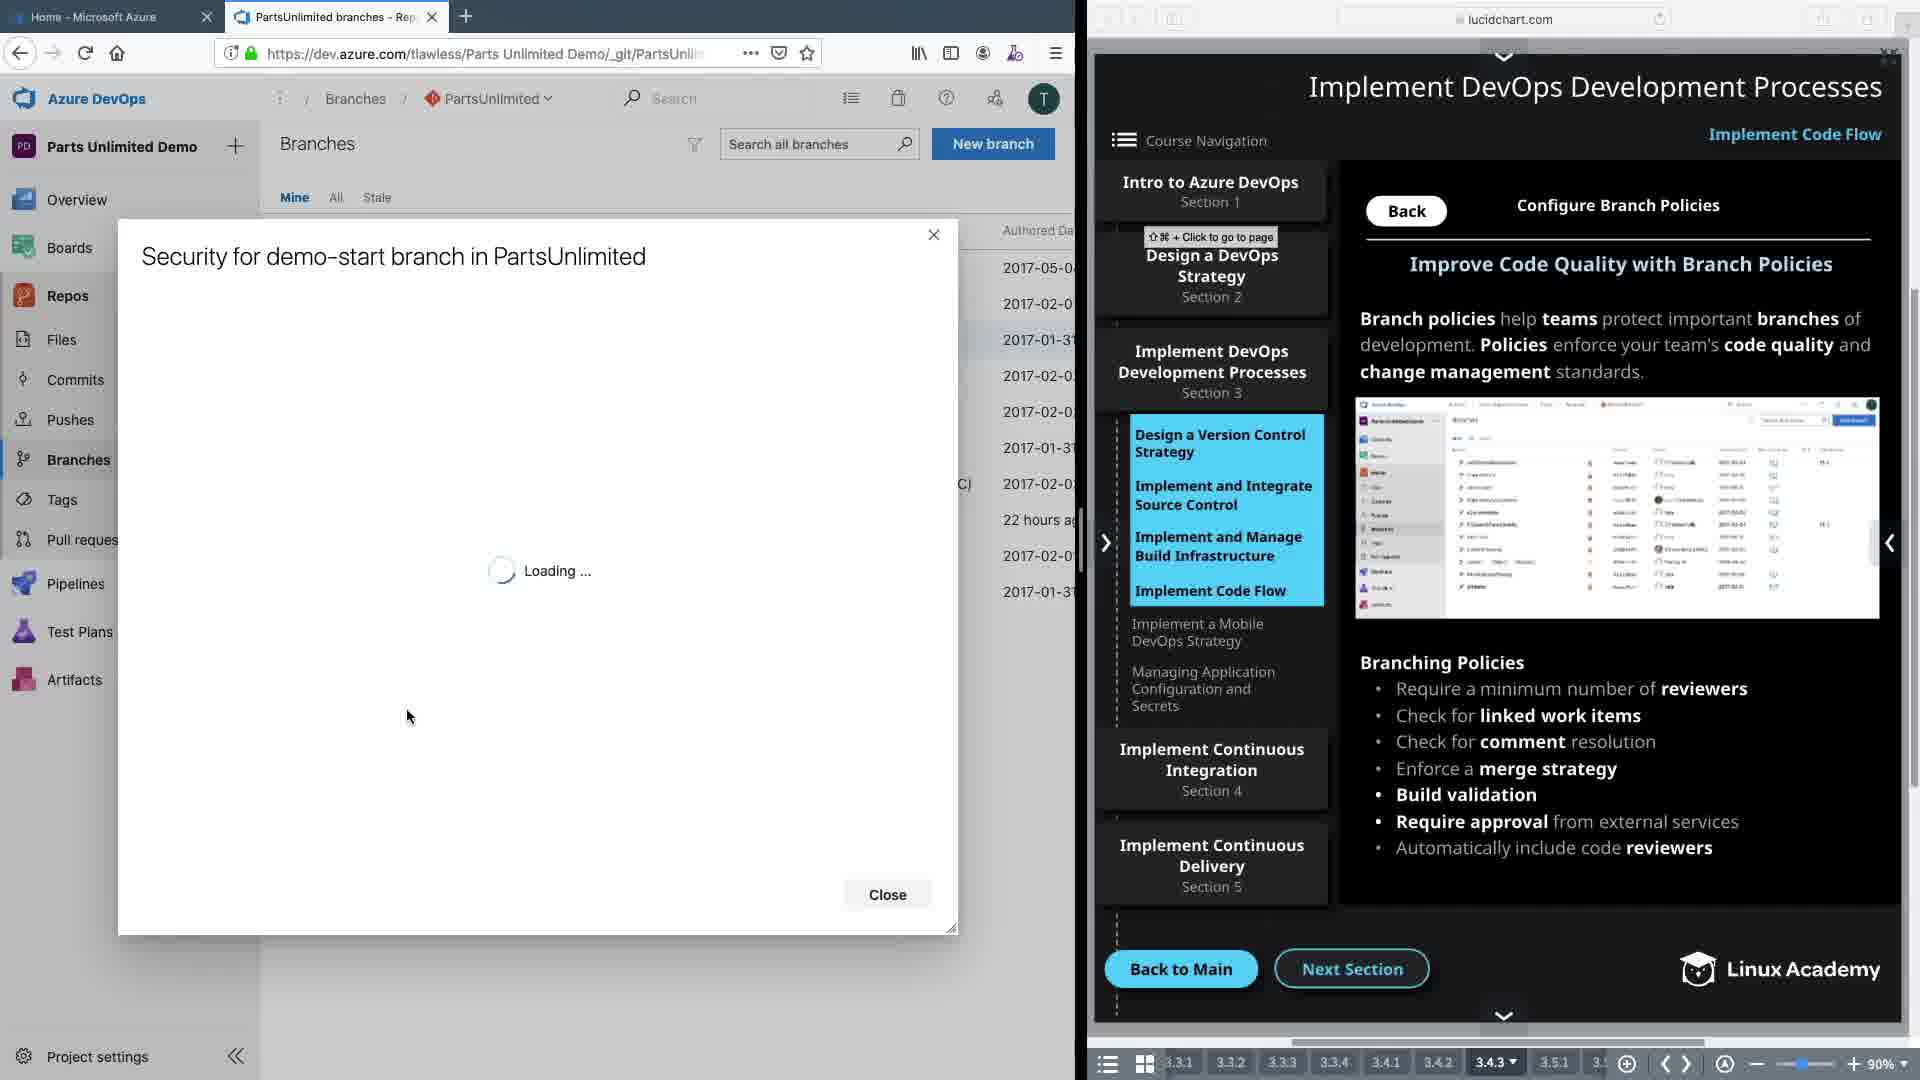 Home - Microsoft Azure
PartsUnlimited branches - Rep
https://dev.azure.com/tlawless/Parts Unlimited Demo/_git/PartsUnlim
Azure DevOps
/ Branches / PartsUnlimited
Search
T
PD Parts Unlimited Demo
Overview
Boards
Repos
Files
Commits
Pushes
Branches
Tags
Pull reques
Pipelines
Test Plans
Artifacts
Project settings
Branches
Search all branches
New branch
Mine All Stale
Authored Da
2017-05-0
2017-02-0
2017-01-31
2017-02-0
2017-02-0
2017-01-31
C) 2017-02-0
22 hours ag
2017-02-0
2017-01-31
Security for demo-start branch in PartsUnlimited
Loading ...
Close
lucidchart.com
Implement DevOps Development Processes
Course Navigation
Implement Code Flow
Intro to Azure DevOps
Section 1
⇧⌘ + Click to go to page
Design a DevOps
Strategy
Section 2
Implement DevOps
Development Processes
Section 3
Design a Version Control
Strategy
Implement and Integrate
Source Control
Implement and Manage
Build Infrastructure
Implement Code Flow
Implement a Mobile
DevOps Strategy
Managing Application
Configuration and
Secrets
Implement Continuous
Integration
Section 4
Implement Continuous
Delivery
Section 5
Back
Configure Branch Policies
Improve Code Quality with Branch Policies
Branch policies help teams protect important branches of
development. Policies enforce your team's code quality and
change management standards.
Branching Policies
• Require a minimum number of reviewers
• Check for linked work items
• Check for comment resolution
• Enforce a merge strategy
• Build validation
• Require approval from external services
• Automatically include code reviewers
Back to Main
Next Section
Linux Academy
3.3.1 3.3.2 3.3.3 3.3.4 3.4.1 3.4.2 3.4.3 3.5.1 90%